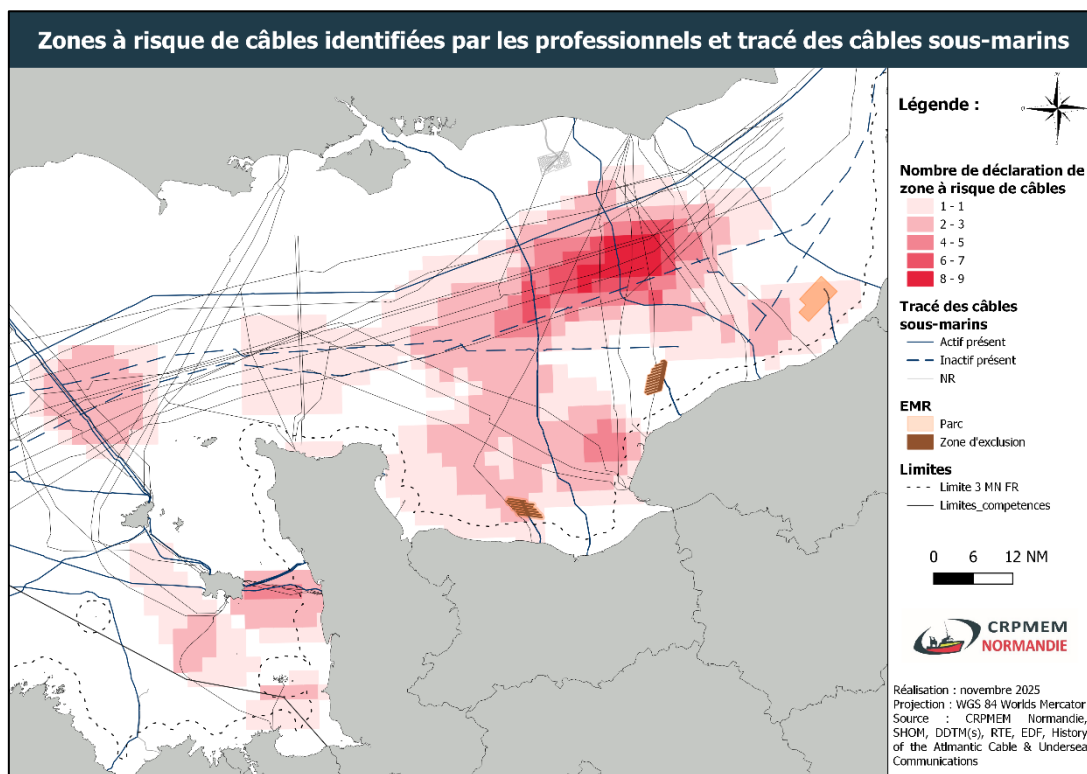 Zones à risque de câbles identifiées par les professionnels et tracé des câbles sous-marins
Légende :
Nombre de déclaration de
zone à risque de câbles
1 - 1
2 - 3
4 - 5
6 - 7
8 - 9
Tracé des câbles
sous-marins
Actif présent
Inactif présent
NR
EMR
Parc
Zone d'exclusion
Limites
Limite 3 MN FR
Limites_competences
0 6 12 NM
CRPMEM
NORMANDIE
Réalisation : novembre 2025
Projection : WGS 84 Worlds Mercator
Source : CRPMEM Normandie,
SHOM, DDTM(s), RTE, EDF, History
of the Atlmantic Cable & Undersea
Communications